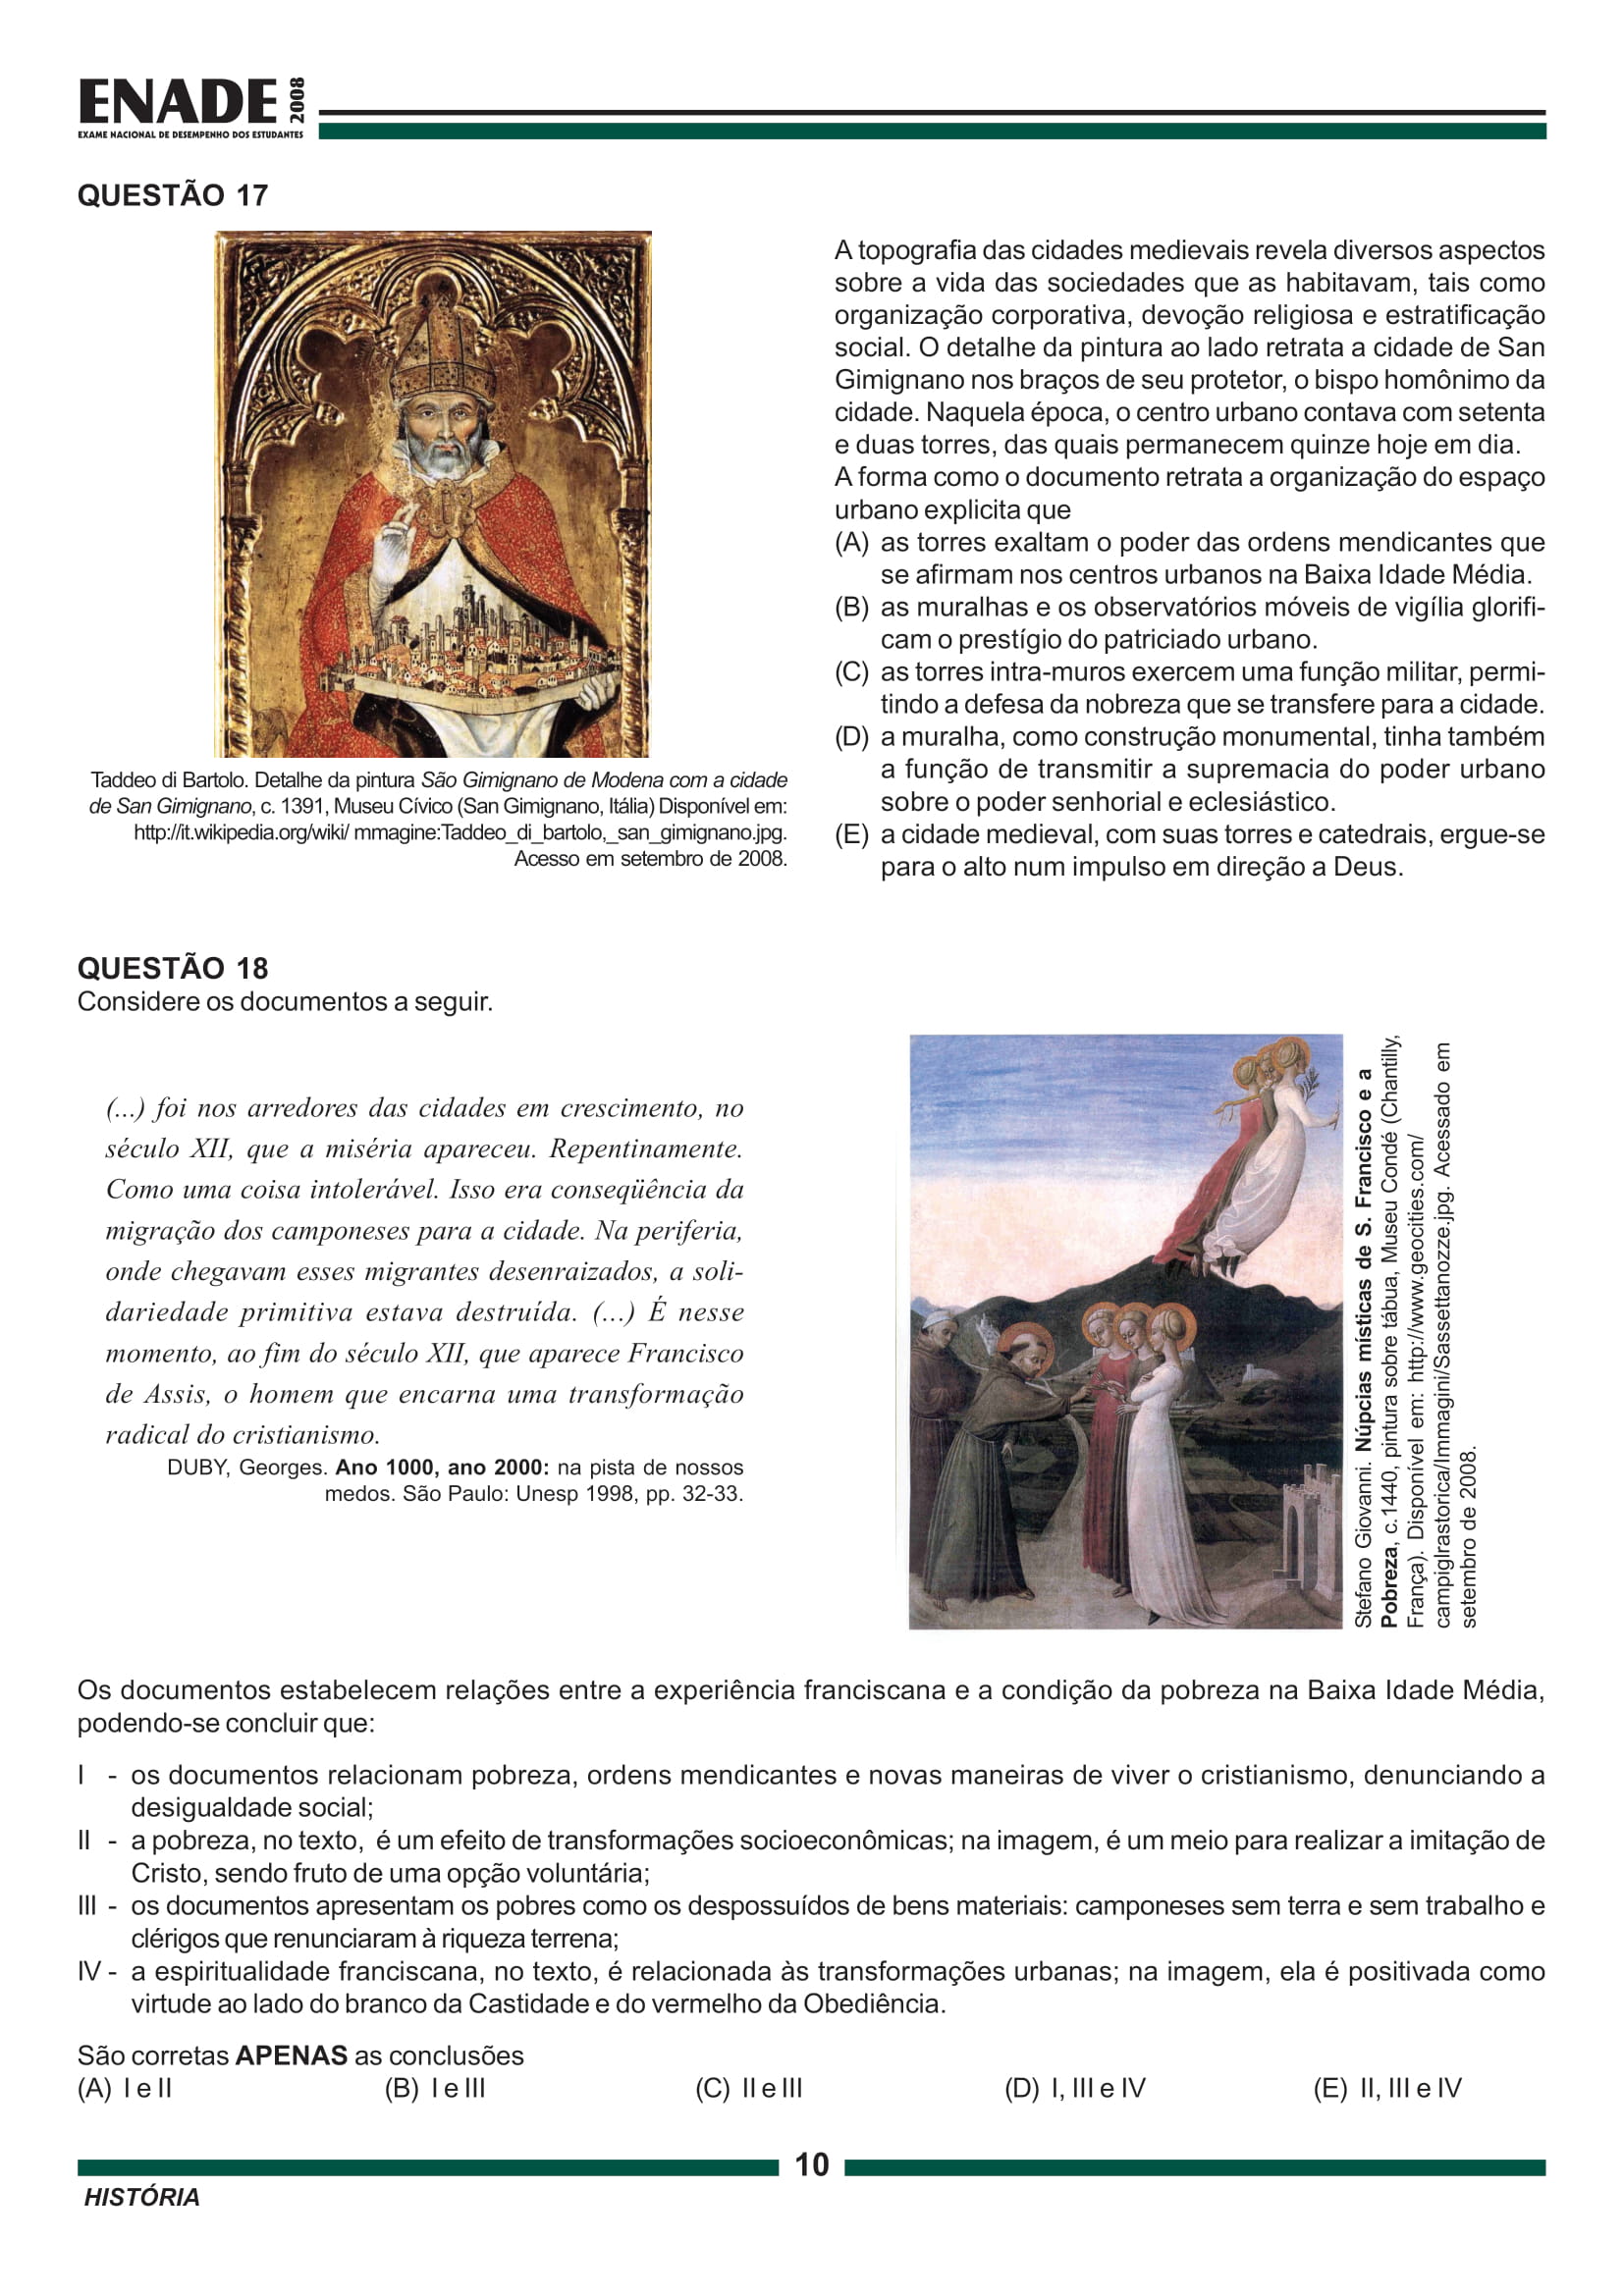 ENADE 2008
EXAME NACIONAL DE DESEMPENHO DOS ESTUDANTES
QUESTÃO 17
Taddeo di Bartolo. Detalhe da pintura São Gimignano de Modena com a cidade
de San Gimignano, c. 1391, Museu Cívico (San Gimignano, Itália) Disponível em:
http://it.wikipedia.org/wiki/ mmagine:Taddeo_di_bartolo,_san_gimignano.jpg.
Acesso em setembro de 2008.
A topografia das cidades medievais revela diversos aspectos
sobre a vida das sociedades que as habitavam, tais como
organização corporativa, devoção religiosa e estratificação
social. O detalhe da pintura ao lado retrata a cidade de San
Gimignano nos braços de seu protetor, o bispo homônimo da
cidade. Naquela época, o centro urbano contava com setenta
e duas torres, das quais permanecem quinze hoje em dia.
A forma como o documento retrata a organização do espaço
urbano explicita que
(A) as torres exaltam o poder das ordens mendicantes que
se afirmam nos centros urbanos na Baixa Idade Média.
(B) as muralhas e os observatórios móveis de vigília glorifi-
cam o prestígio do patriciado urbano.
(C) as torres intra-muros exercem uma função militar, permi-
tindo a defesa da nobreza que se transfere para a cidade.
(D) a muralha, como construção monumental, tinha também
a função de transmitir a supremacia do poder urbano
sobre o poder senhorial e eclesiástico.
(E) a cidade medieval, com suas torres e catedrais, ergue-se
para o alto num impulso em direção a Deus.
QUESTÃO 18
Considere os documentos a seguir.
(...) foi nos arredores das cidades em crescimento, no
século XII, que a miséria apareceu. Repentinamente.
Como uma coisa intolerável. Isso era conseqüência da
migração dos camponeses para a cidade. Na periferia,
onde chegavam esses migrantes desenraizados, a soli-
dariedade primitiva estava destruída. (...) É nesse
momento, ao fim do século XII, que aparece Francisco
de Assis, o homem que encarna uma transformação
radical do cristianismo.
DUBY, Georges. Ano 1000, ano 2000: na pista de nossos
medos. São Paulo: Unesp 1998, pp. 32-33.
Stefano Giovanni. Núpcias místicas de S. Francisco e a
Pobreza, c.1440, pintura sobre tábua, Museu Condé (Chantilly,
França). Disponível em: http://www.geocities.com/
campiglrastorica/Immagini/Sassettanozze.jpg. Acessado em
setembro de 2008.
Os documentos estabelecem relações entre a experiência franciscana e a condição da pobreza na Baixa Idade Média,
podendo-se concluir que:
I - os documentos relacionam pobreza, ordens mendicantes e novas maneiras de viver o cristianismo, denunciando a
desigualdade social;
II - a pobreza, no texto, é um efeito de transformações socioeconômicas; na imagem, é um meio para realizar a imitação de
Cristo, sendo fruto de uma opção voluntária;
III - os documentos apresentam os pobres como os despossuídos de bens materiais: camponeses sem terra e sem trabalho e
clérigos que renunciaram à riqueza terrena;
IV - a espiritualidade franciscana, no texto, é relacionada às transformações urbanas; na imagem, ela é positivada como
virtude ao lado do branco da Castidade e do vermelho da Obediência.
São corretas APENAS as conclusões
(A) I e II (B) I e III (C) II e III (D) I, III e IV (E) II, III e IV
10
HISTÓRIA